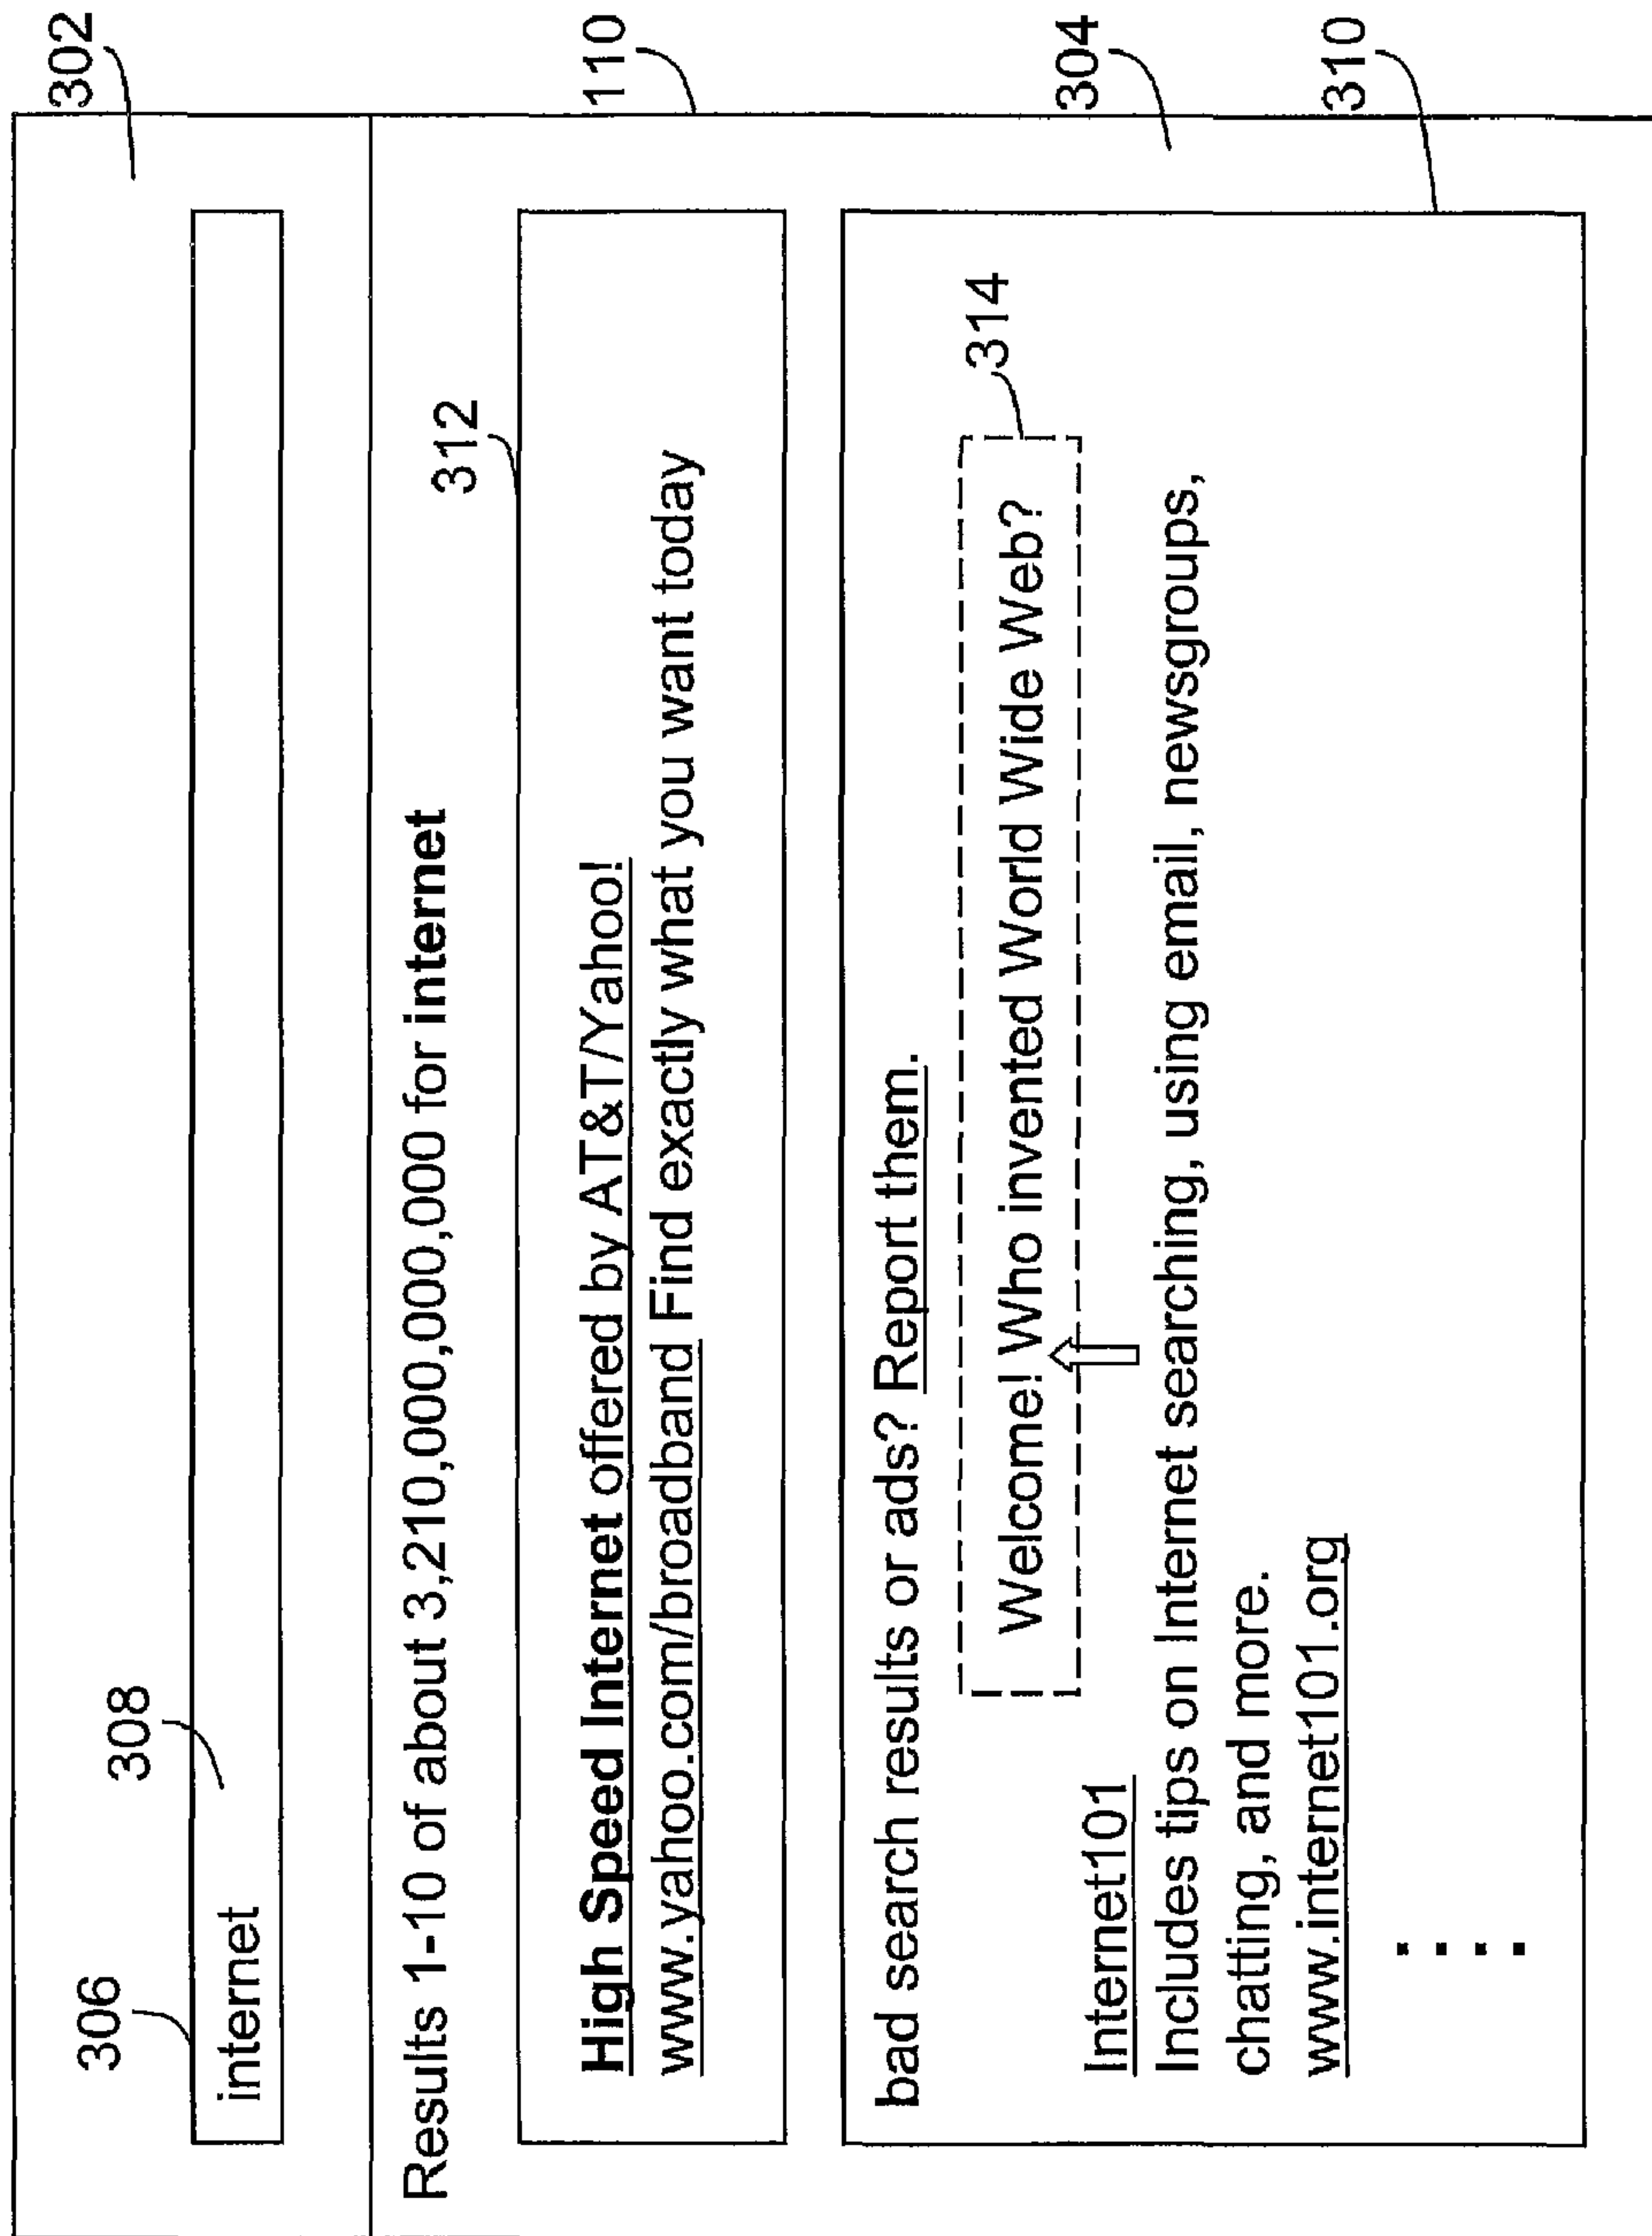 302
306
308
internet
Results 1-10 of about 3,210,000,000,000 for internet
312
110
High Speed Internet offered by AT&T/Yahoo!
www.yahoo.com/broadband Find exactly what you want today
bad search results or ads? Report them.
314
Welcome! Who invented World Wide Web?
304
Internet101
Includes tips on Internet searching, using email, newsgroups,
chatting, and more.
www.internet101.org
310